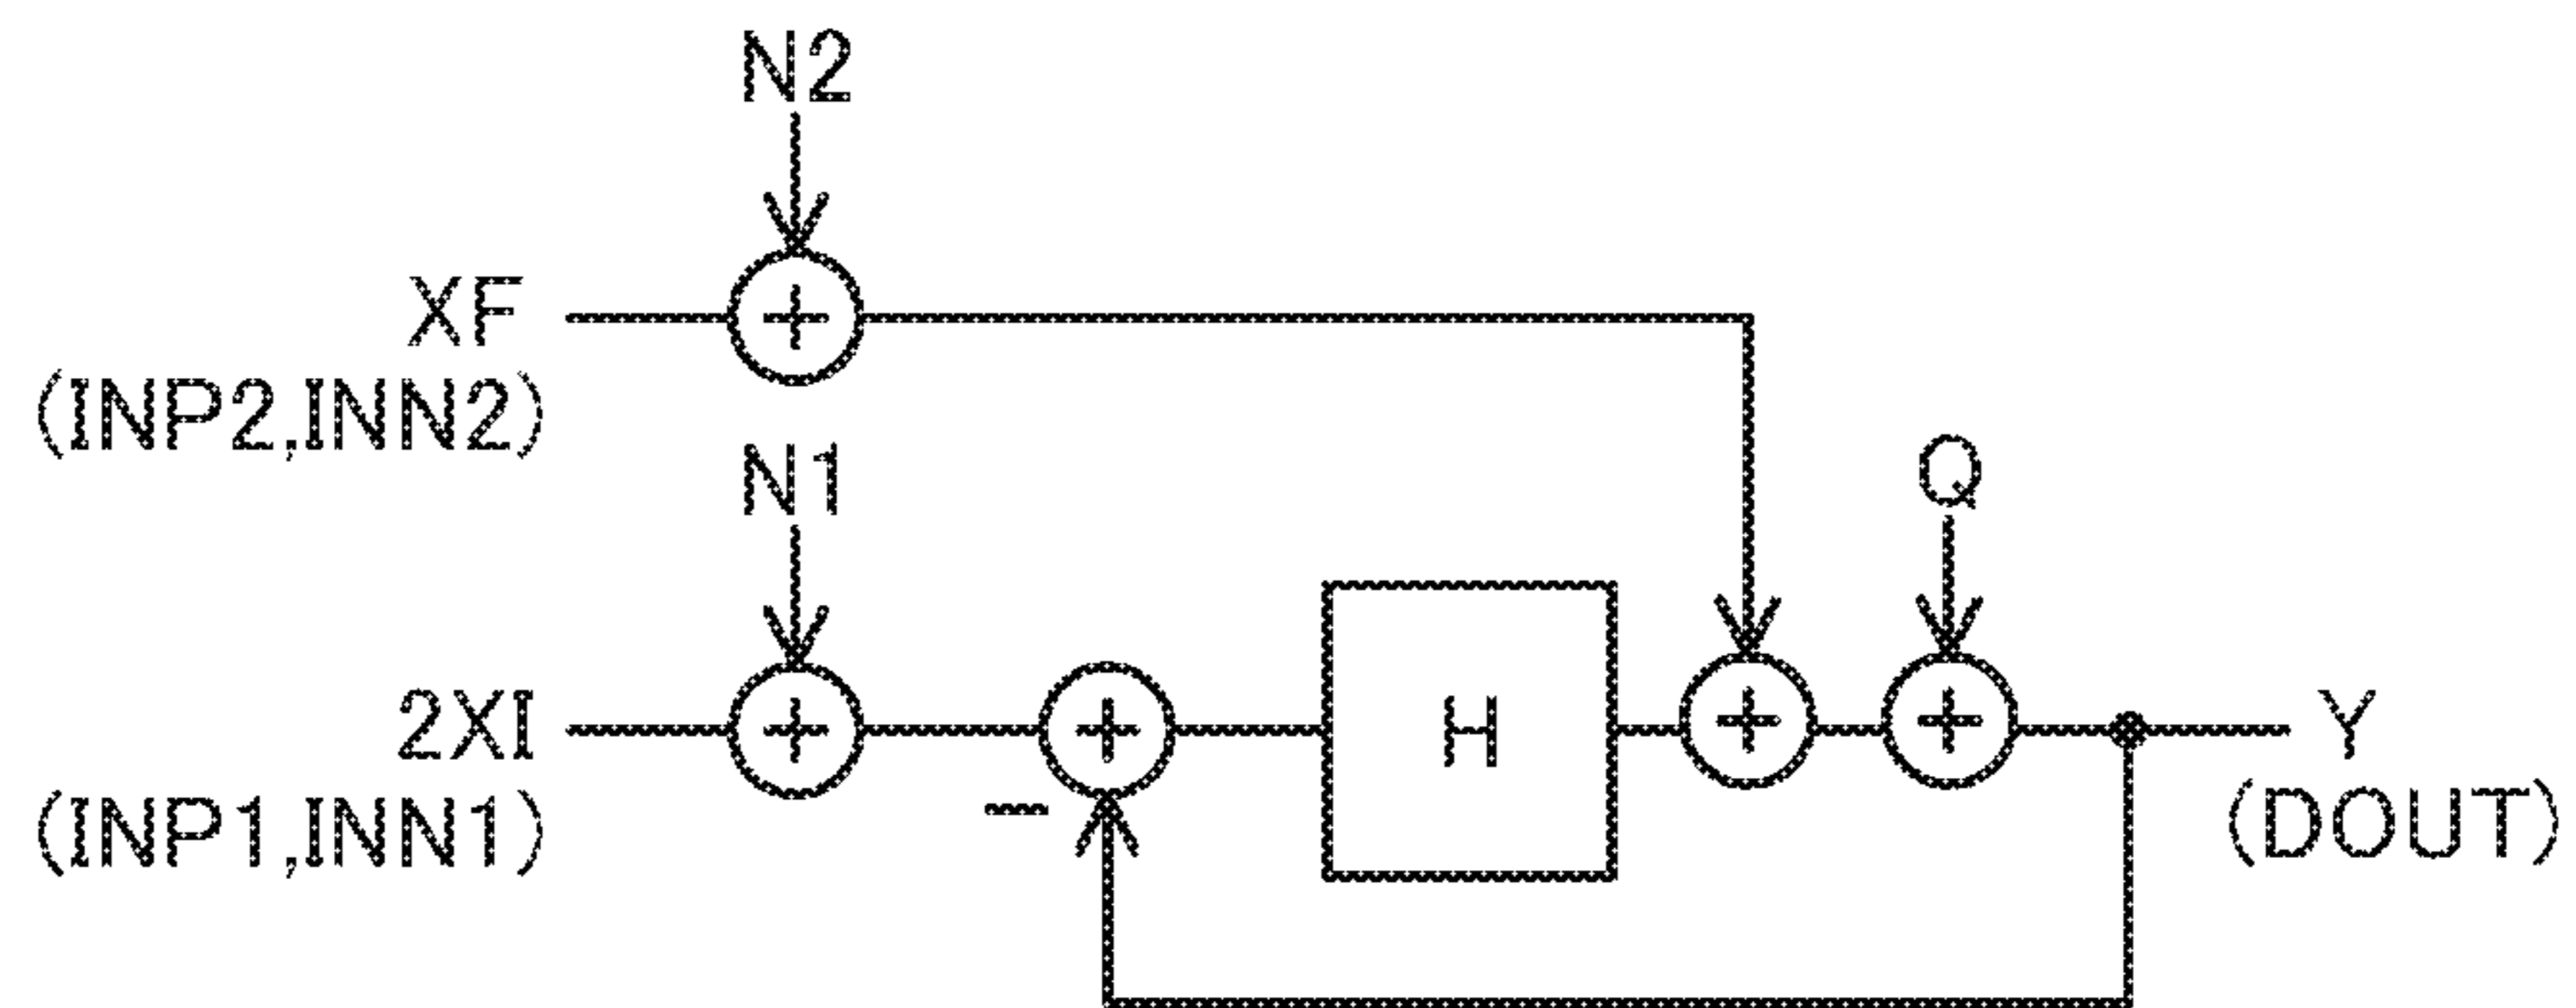 N2
XF
(INP2,INN2)
N1
Q
2XI
H
Y
(INP1,INN1)
(DOUT)